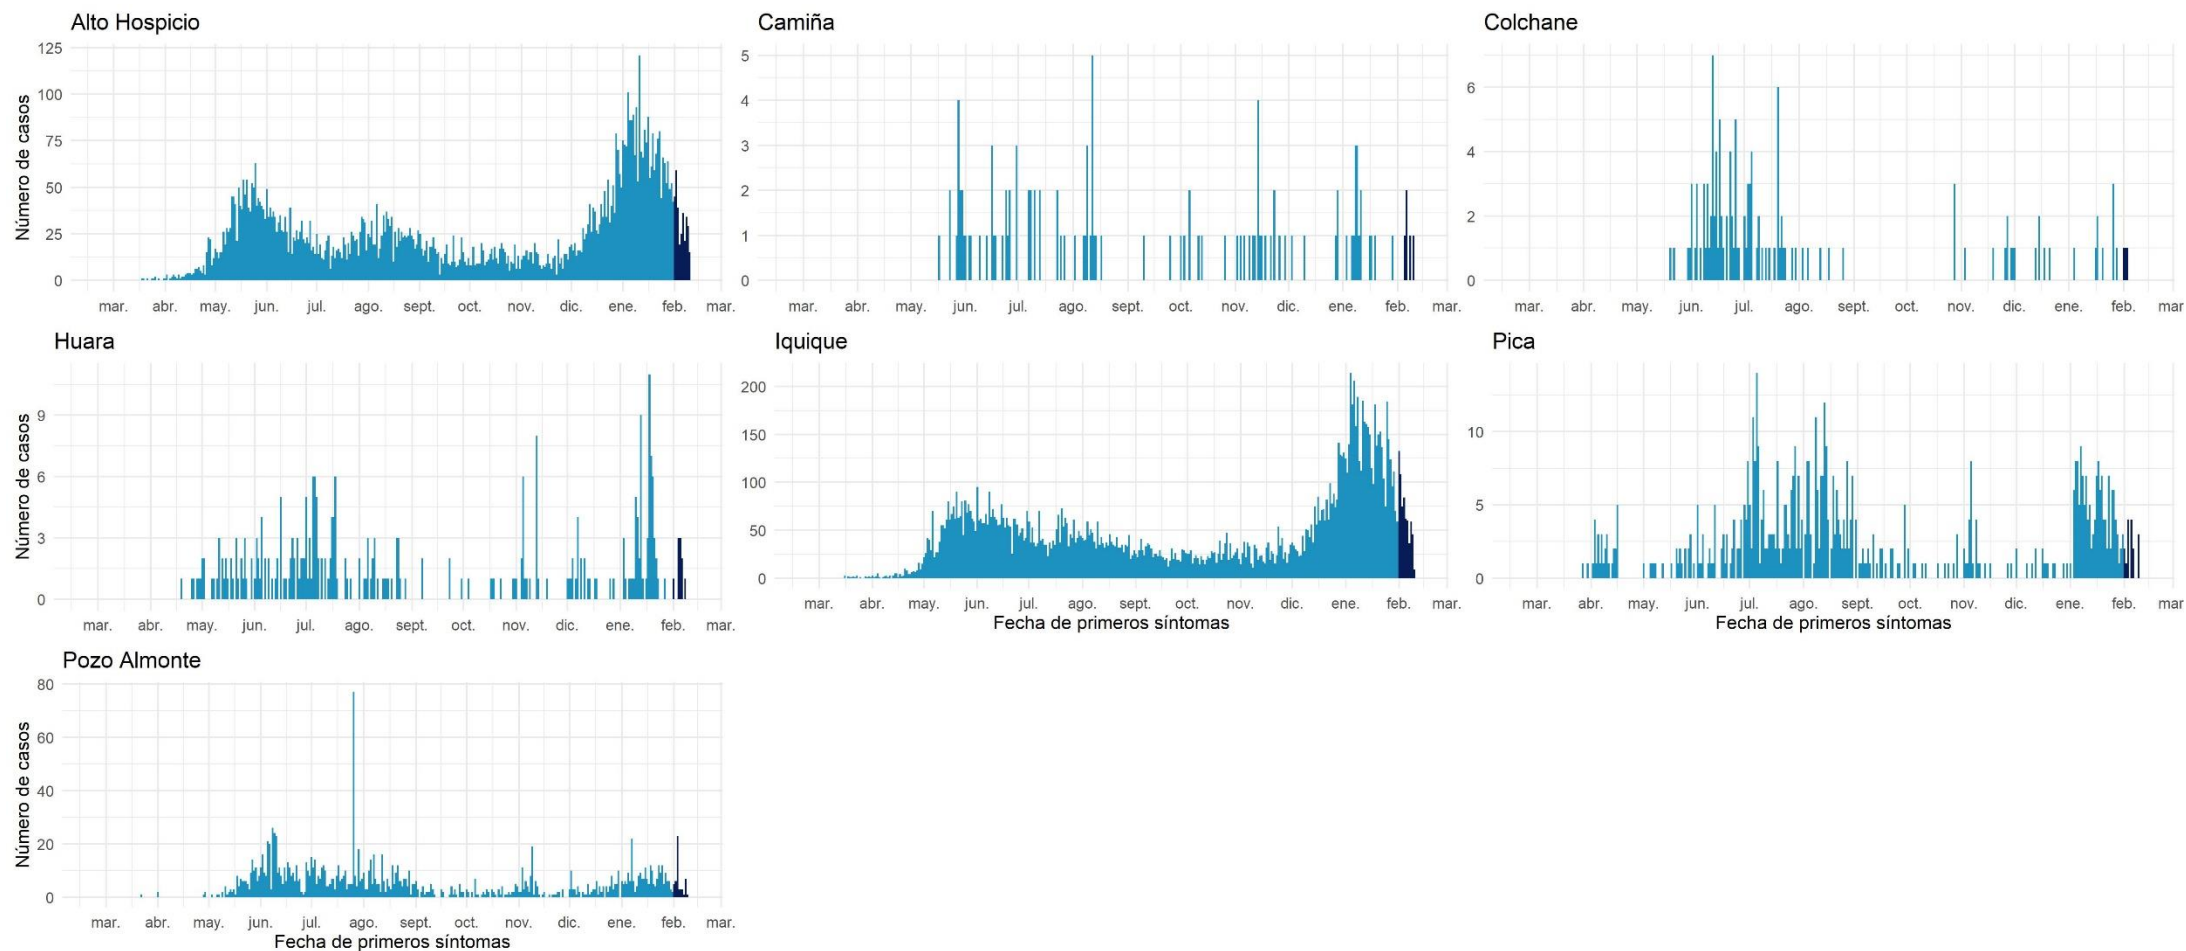 Alto Hospicio
Número de casos
125
100
75
50
25
0
mar. abr. may. jun. jul. ago. sept. oct. nov. dic. ene. feb. mar.
Camiña
5
4
3
2
1
0
mar. abr. may. jun. jul. ago. sept. oct. nov. dic. ene. feb. mar.
Colchane
6
4
2
0
mar. abr. may. jun. jul. ago. sept. oct. nov. dic. ene. feb. mar
Huara
Número de casos
9
6
3
0
mar. abr. may. jun. jul. ago. sept. oct. nov. dic. ene. feb. mar.
Iquique
200
150
100
50
0
mar. abr. may. jun. jul. ago. sept. oct. nov. dic. ene. feb. mar.
Fecha de primeros síntomas
Pica
10
5
0
mar. abr. may. jun. jul. ago. sept. oct. nov. dic. ene. feb. mar
Fecha de primeros síntomas
Pozo Almonte
Número de casos
80
60
40
20
0
mar. abr. may. jun. jul. ago. sept. oct. nov. dic. ene. feb. mar.
Fecha de primeros síntomas